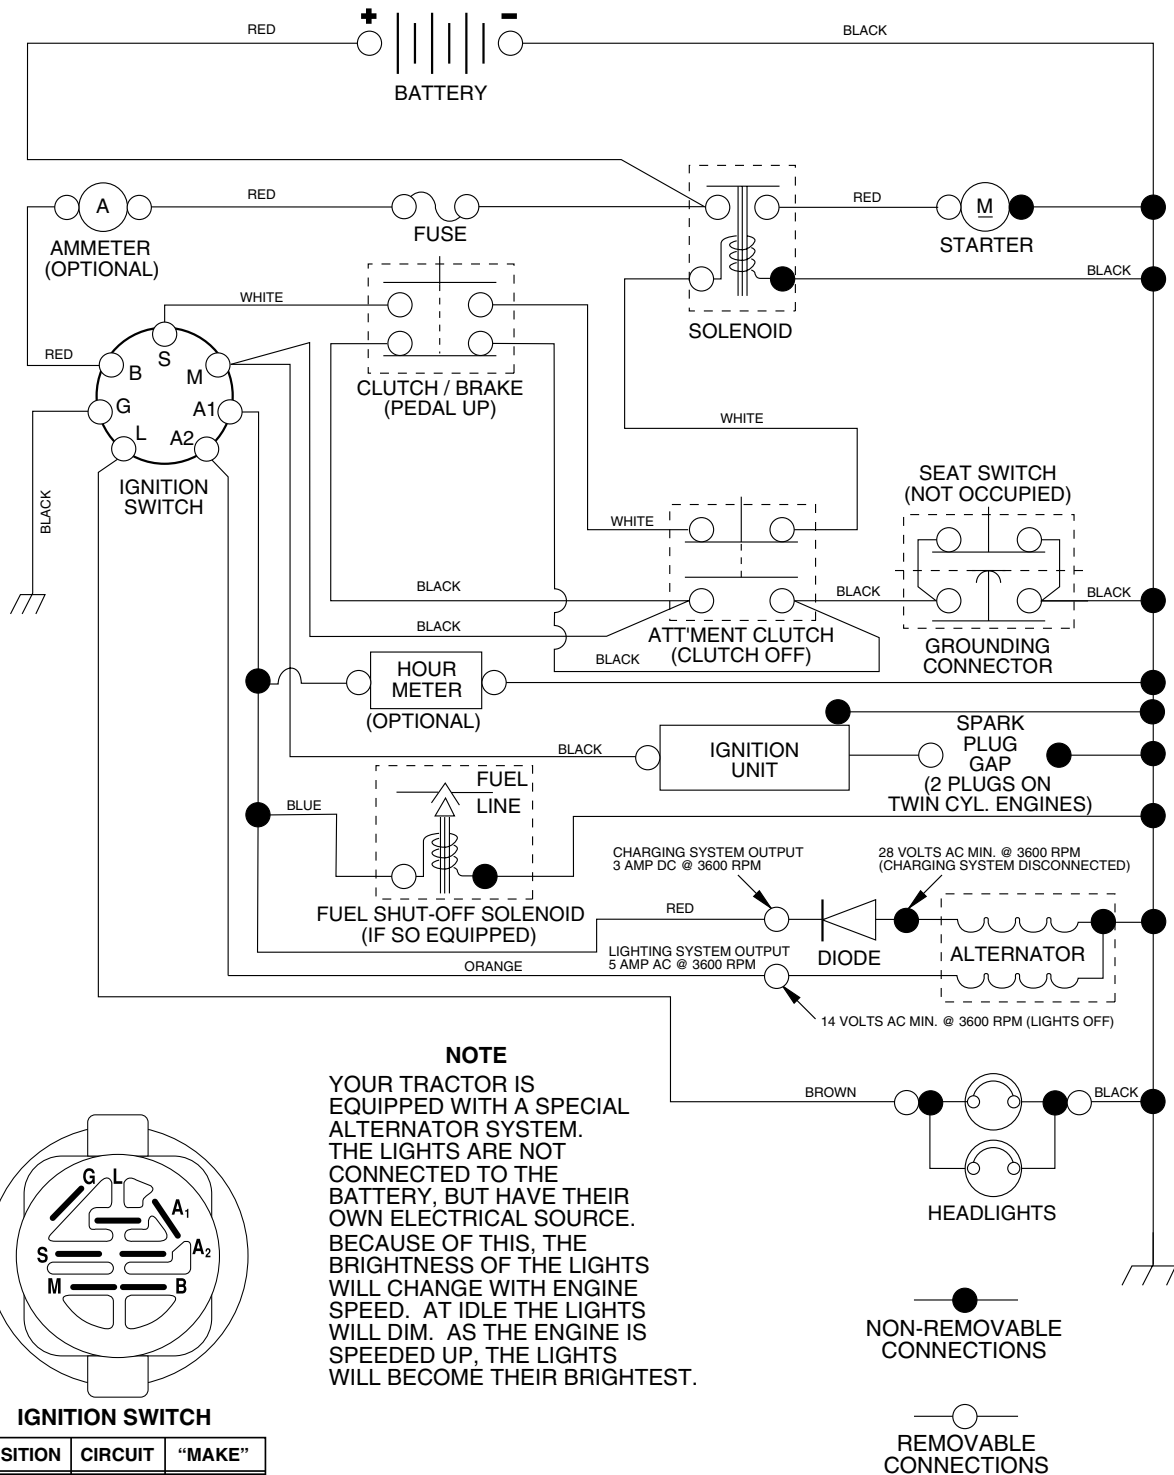 + -
RED
BLACK
BATTERY
A
RED
FUSE
RED
M
AMMETER
(OPTIONAL)
STARTER
BLACK
WHITE
SOLENOID
RED
S
B
M
G
A1
L
A2
CLUTCH / BRAKE
(PEDAL UP)
IGNITION
SWITCH
BLACK
WHITE
SEAT SWITCH
(NOT OCCUPIED)
WHITE
BLACK
BLACK
BLACK
BLACK
ATT'MENT CLUTCH
(CLUTCH OFF)
BLACK
GROUNDING
CONNECTOR
HOUR
METER
(OPTIONAL)
BLACK
IGNITION
UNIT
SPARK
PLUG
GAP
(2 PLUGS ON
TWIN CYL. ENGINES)
FUEL
LINE
BLUE
CHARGING SYSTEM OUTPUT
3 AMP DC @ 3600 RPM
28 VOLTS AC MIN. @ 3600 RPM
(CHARGING SYSTEM DISCONNECTED)
FUEL SHUT-OFF SOLENOID
(IF SO EQUIPPED)
RED
DIODE
ALTERNATOR
ORANGE
LIGHTING SYSTEM OUTPUT
5 AMP AC @ 3600 RPM
14 VOLTS AC MIN. @ 3600 RPM (LIGHTS OFF)
NOTE
YOUR TRACTOR IS
EQUIPPED WITH A SPECIAL
ALTERNATOR SYSTEM.
THE LIGHTS ARE NOT
CONNECTED TO THE
BATTERY, BUT HAVE THEIR
OWN ELECTRICAL SOURCE.
BECAUSE OF THIS, THE
BRIGHTNESS OF THE LIGHTS
WILL CHANGE WITH ENGINE
SPEED. AT IDLE THE LIGHTS
WILL DIM. AS THE ENGINE IS
SPEEDED UP, THE LIGHTS
WILL BECOME THEIR BRIGHTEST.
BROWN
BLACK
HEADLIGHTS
G L
A1
A2
S
M
B
IGNITION SWITCH
SITION CIRCUIT “MAKE”
NON-REMOVABLE
CONNECTIONS
REMOVABLE
CONNECTIONS